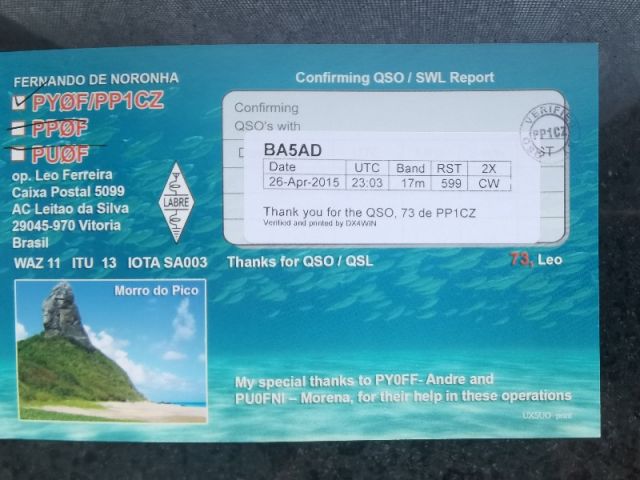 FERNANDO DE NORONHA
PYØF/PP1CZ
PPØF
PUØF
op. Leo Ferreira
Caixa Postal 5099
AC Leitao da Silva
29045-970 Vitoria
Brasil
LABRE
WAZ 11 ITU 13 IOTA SA003
Morro do Pico
Confirming QSO / SWL Report
Confirming
QSO's with
VERIFIED
PP1CZ
BA5AD
Date UTC Band RST 2X
26-Apr-2015 23:03 17m 599 CW
Thank you for the QSO, 73 de PP1CZ
Verified and printed by DX4WIN
Thanks for QSO / QSL
73, Leo
My special thanks to PY0FF- Andre and
PU0FNI – Morena, for their help in these operations
UX5UO print